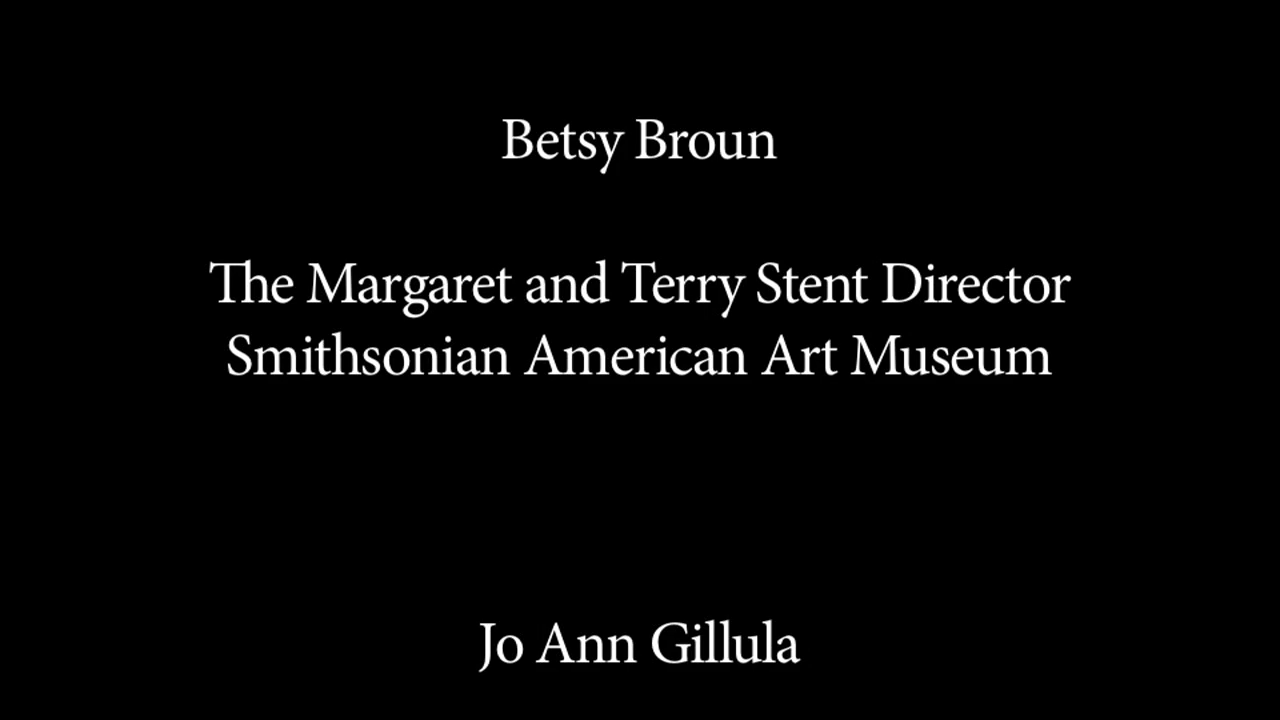 Betsy Broun
The Margaret and Terry Stent Director
Smithsonian American Art Museum
Jo Ann Gillula